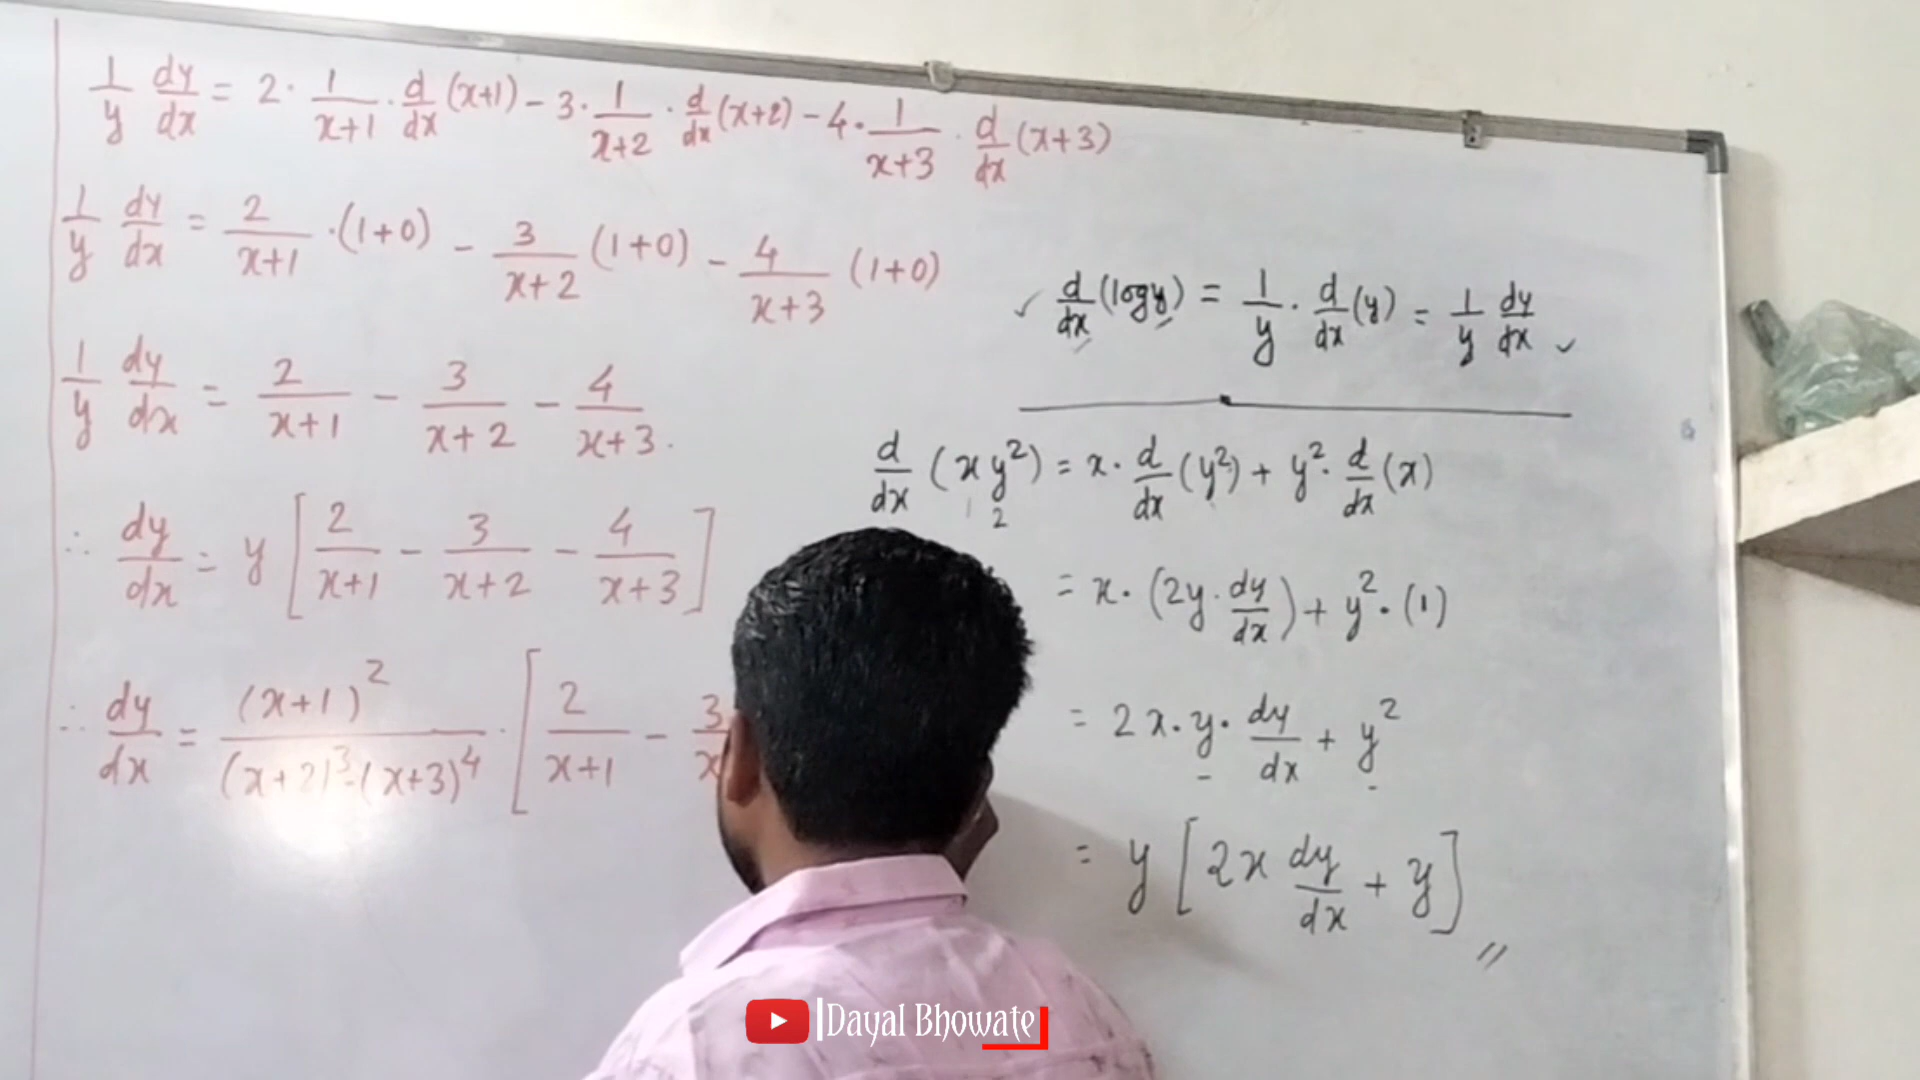 1/y dy/dx = 2· 1/x+1 · d/dx (x+1) - 3· 1/x+2 · d/dx (x+2) - 4· 1/x+3 · d/dx (x+3)
1/y dy/dx = 2/x+1 ·(1+0) - 3/x+2 (1+0) - 4/x+3 (1+0)
1/y dy/dx = 2/x+1 - 3/x+2 - 4/x+3.
∴ dy/dx = y [2/x+1 - 3/x+2 - 4/x+3]
∴ dy/dx = (x+1)²/(x+2)³·(x+3)⁴ · [2/x+1 - 3/x
✓ d/dx (logy) = 1/y · d/dx (y) = 1/y dy/dx ✓
d/dx (x y²) = x· d/dx (y²) + y²· d/dx (x)
1 2
= x· (2y· dy/dx) + y²· (1)
= 2x·y· dy/dx + y²
= y [2x dy/dx + y] //
Dayal Bhowate